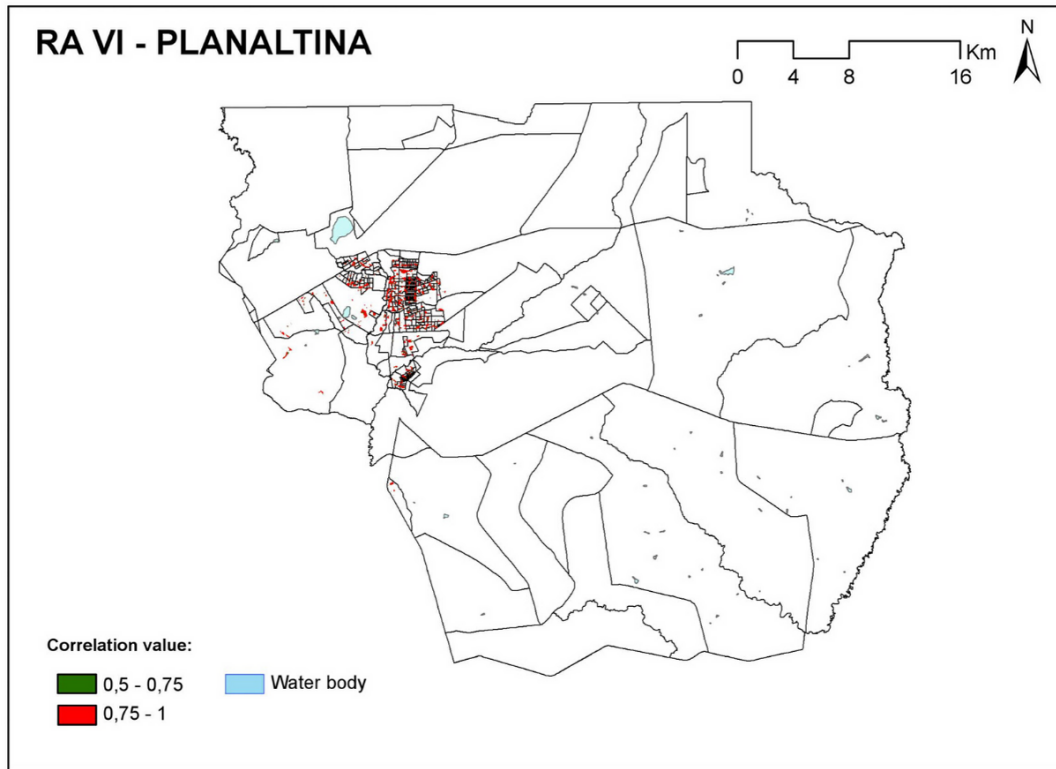 RA VI - PLANALTINA
Km
0 4 8 16
N
Correlation value:
0,5 - 0,75
Water body
0,75 - 1